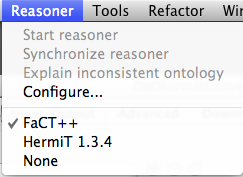 Reasoner Tools Refactor
Start reasoner
Synchronize reasoner
Explain inconsistent ontology
Configure...
FaCT++
HermiT 1.3.4
None